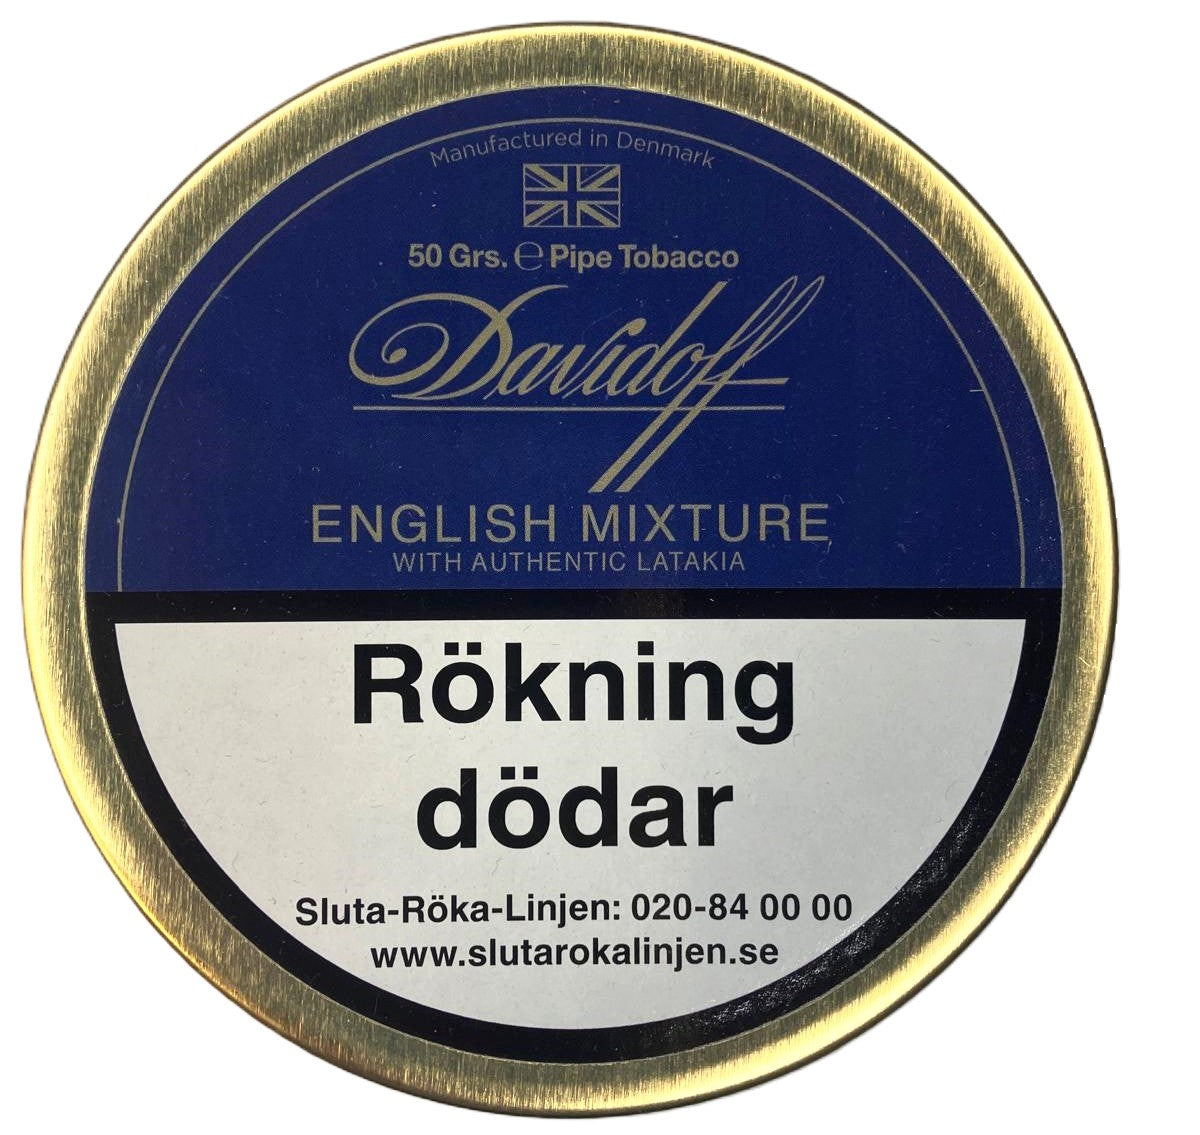 Manufactured in Denmark
50 Grs. ℮ Pipe Tobacco
Davidoff
ENGLISH MIXTURE
WITH AUTHENTIC LATAKIA
Rökning
dödar
Sluta-Röka-Linjen: 020-84 00 00
www.slutarokalinjen.se